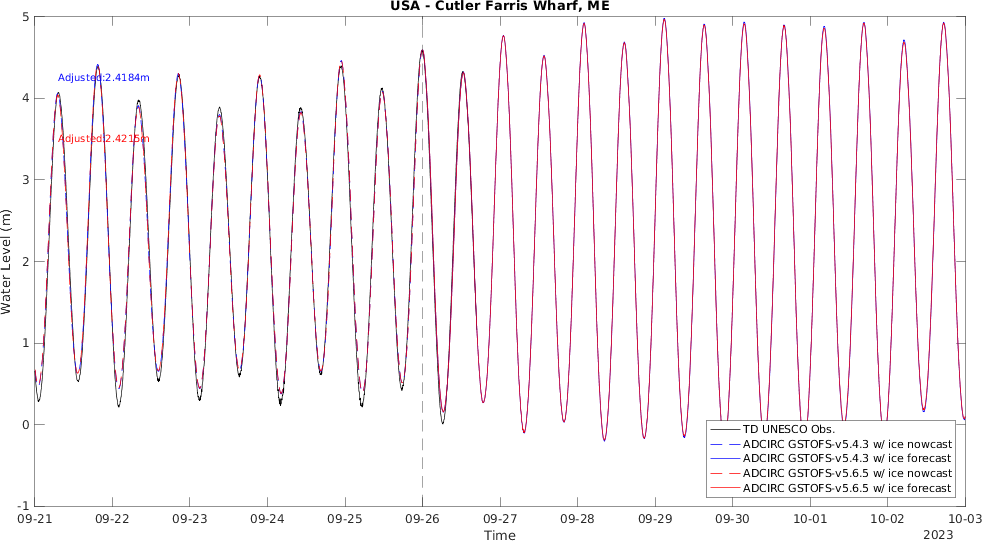 USA - Cutler Farris Wharf, ME
5
4
3
2
1
0
-1
Water Level (m)
Adjusted:2.4184m
Adjusted:2.4215m
TD UNESCO Obs.
ADCIRC GSTOFS-v5.4.3 w/ ice nowcast
ADCIRC GSTOFS-v5.4.3 w/ ice forecast
ADCIRC GSTOFS-v5.6.5 w/ ice nowcast
ADCIRC GSTOFS-v5.6.5 w/ ice forecast
09-21 09-22 09-23 09-24 09-25 09-26 09-27 09-28 09-29 09-30 10-01 10-02 10-03
Time
2023